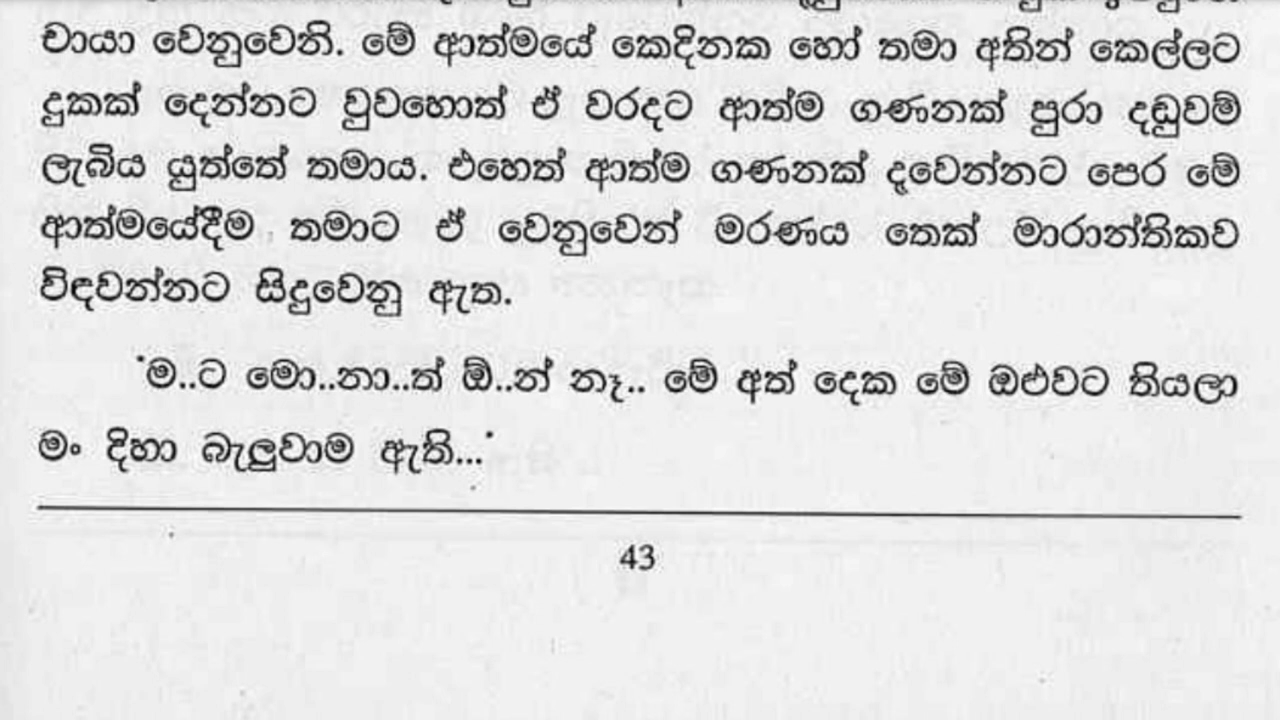 වායා වෙනුවෙනි. මේ ආත්මයේ කෙදිනක හෝ තමා අතින් කෙල්ලට
දුකක් දෙන්නට වුවහොත් ඒ වරදට ආත්ම ගණනක් පුරා දඬුවම්
ලැබිය යුත්තේ තමාය. එහෙත් ආත්ම ගණනක් දැවෙන්නට පෙර මේ
ආත්මයේදීම තමාට ඒ වෙනුවෙන් මරණය තෙක් මාරාන්තිකව
විඳවන්නට සිදුවෙනු ඇත.
'ම..ට මො..නා..ත් ඕ..න් නෑ.. මේ අත් දෙක මේ ඔළුවට තියලා
මං දිහා බැලුවාම ඇති...'
43